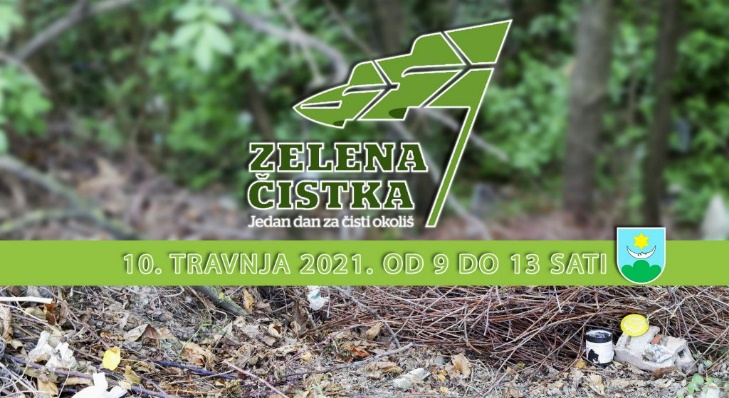 ZELENA
ČISTKA
Jedan dan za čisti okoliš
10. TRAVNJA 2021. OD 9 DO 13 SATI